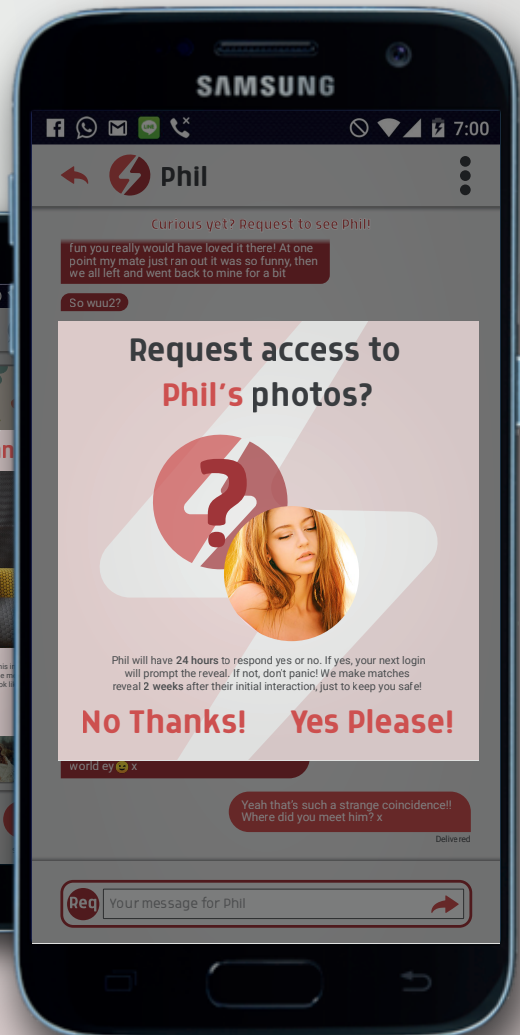 SAMSUNG
7:00
Phil
Curious yet? Request to see Phil!
fun you really would have loved it there! At one
point my mate just ran out it was so funny, then
we all left and went back to mine for a bit
So wuu2?
Request access to
Phil's photos?
?
Phil will have 24 hours to respond yes or no. If yes, your next login
will prompt the reveal. If not, don't panic! We make matches
reveal 2 weeks after their initial interaction, just to keep you safe!
No Thanks! Yes Please!
world ey😉 x
Yeah that's such a strange coincidence!!
Where did you meet him? x
Delivered
Req Your message for Phil